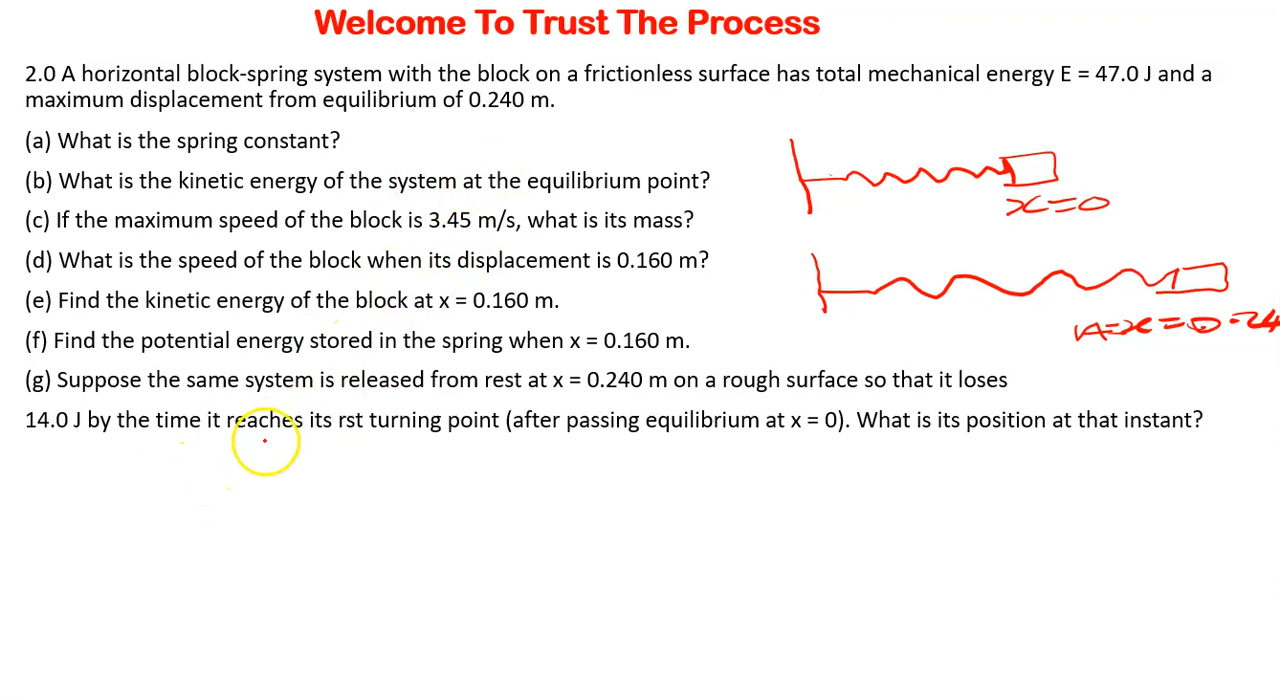 Welcome To Trust The Process
2.0 A horizontal block-spring system with the block on a frictionless surface has total mechanical energy E = 47.0 J and a
maximum displacement from equilibrium of 0.240 m.
(a) What is the spring constant?
(b) What is the kinetic energy of the system at the equilibrium point?
(c) If the maximum speed of the block is 3.45 m/s, what is its mass?
(d) What is the speed of the block when its displacement is 0.160 m?
(e) Find the kinetic energy of the block at x = 0.160 m.
(f) Find the potential energy stored in the spring when x = 0.160 m.
(g) Suppose the same system is released from rest at x = 0.240 m on a rough surface so that it loses
14.0 J by the time it reaches its rst turning point (after passing equilibrium at x = 0). What is its position at that instant?
x=0
A=x=0.24